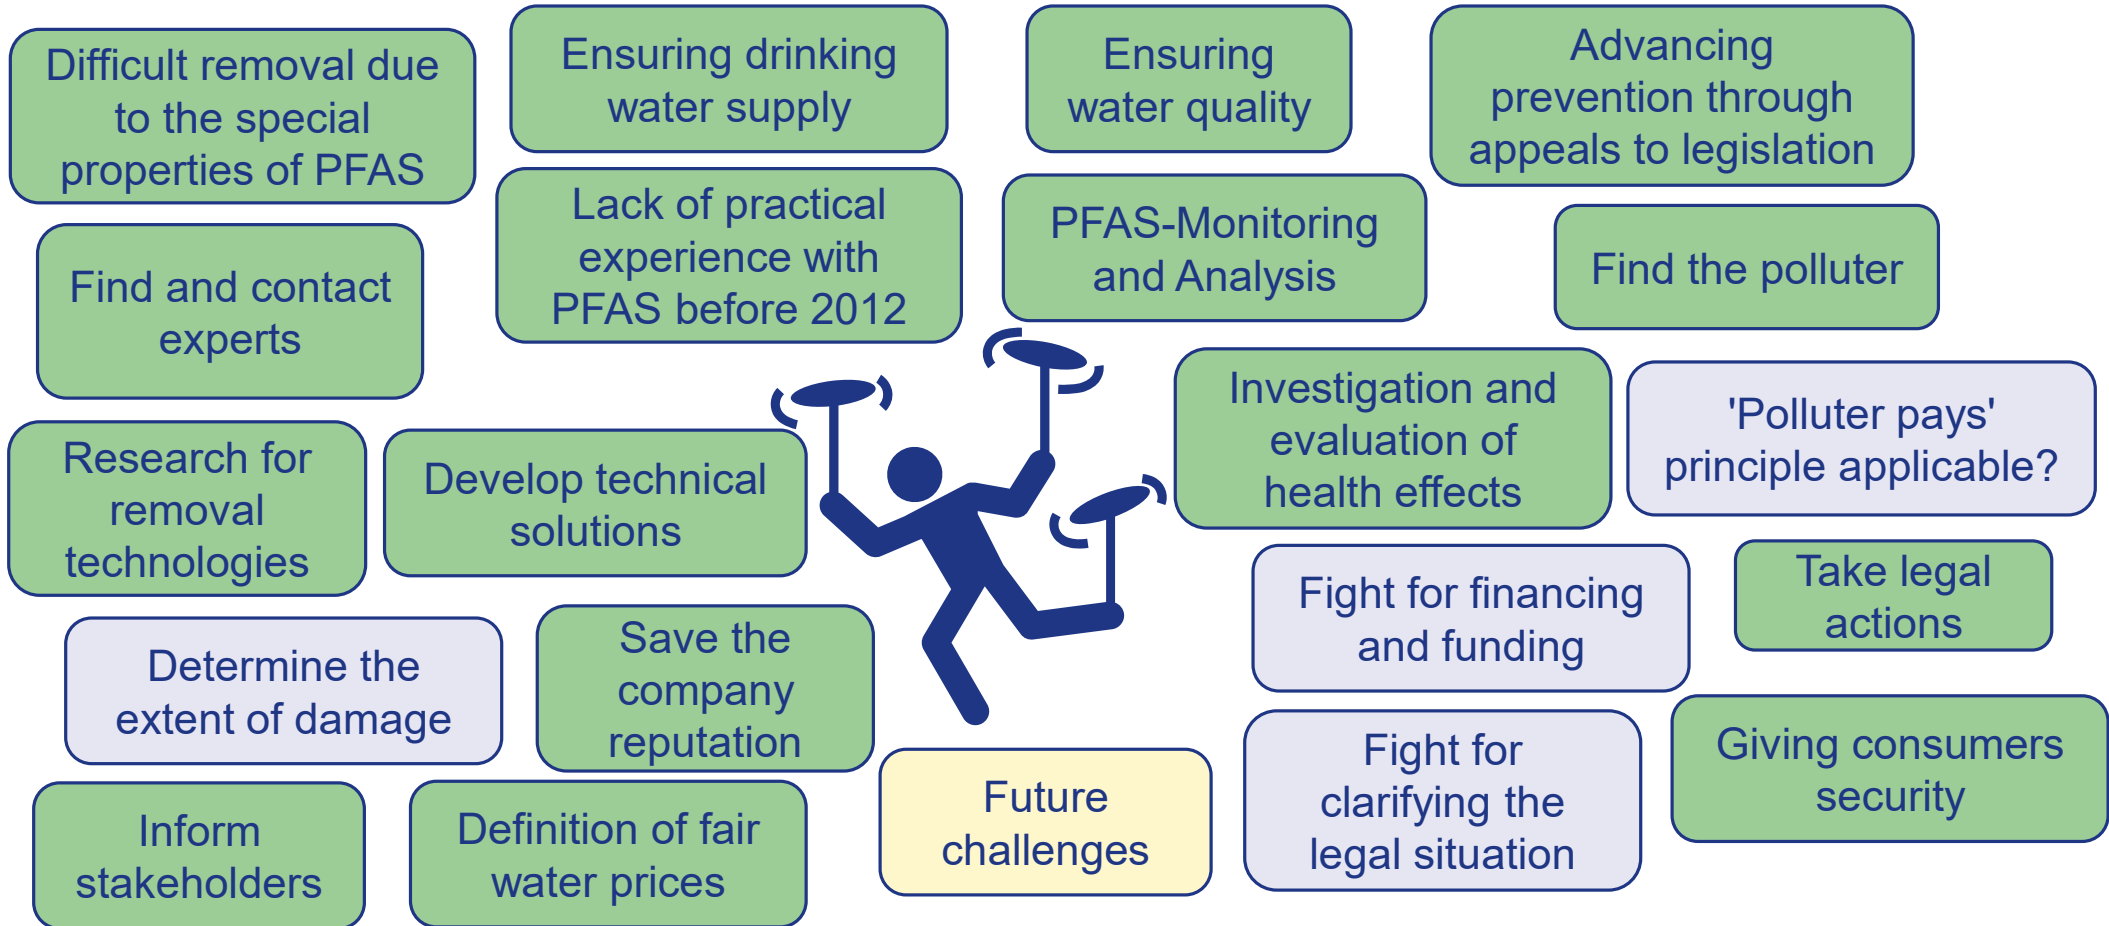 Difficult removal due
to the special
properties of PFAS
Ensuring drinking
water supply
Ensuring
water quality
Advancing
prevention through
appeals to legislation
Lack of practical
experience with
PFAS before 2012
PFAS-Monitoring
and Analysis
Find the polluter
Find and contact
experts
Investigation and
evaluation of
health effects
'Polluter pays'
principle applicable?
Research for
removal
technologies
Develop technical
solutions
Fight for financing
and funding
Take legal
actions
Determine the
extent of damage
Save the
company
reputation
Giving consumers
security
Fight for
clarifying the
legal situation
Future
challenges
Inform
stakeholders
Definition of fair
water prices